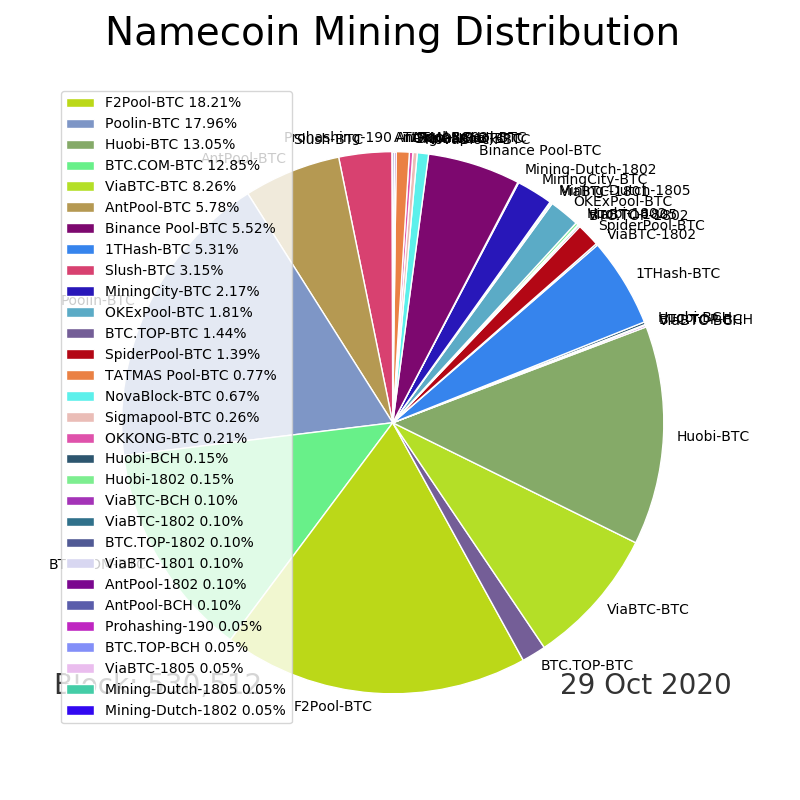 Namecoin Mining Distribution
F2Pool-BTC 18.21%
Poolin-BTC 17.96%
Huobi-BTC 13.05%
BTC.COM-BTC 12.85%
ViaBTC-BTC 8.26%
AntPool-BTC 5.78%
Binance Pool-BTC 5.52%
1THash-BTC 5.31%
Slush-BTC 3.15%
MiningCity-BTC 2.17%
OKExPool-BTC 1.81%
BTC.TOP-BTC 1.44%
SpiderPool-BTC 1.39%
TATMAS Pool-BTC 0.77%
NovaBlock-BTC 0.67%
Sigmapool-BTC 0.26%
OKKONG-BTC 0.21%
Huobi-BCH 0.15%
Huobi-1802 0.15%
ViaBTC-BCH 0.10%
ViaBTC-1802 0.10%
BTC.TOP-1802 0.10%
ViaBTC-1801 0.10%
AntPool-1802 0.10%
AntPool-BCH 0.10%
Prohashing-190 0.05%
BTC.TOP-BCH 0.05%
ViaBTC-1805 0.05%
Mining-Dutch-1805 0.05%
Mining-Dutch-1802 0.05%
Prohashing-190
Slush-BTC
AntPool-BTC
Poolin-BTC
F2Pool-BTC
BTC.TOP-BTC
ViaBTC-BTC
Huobi-BTC
1THash-BTC
ViaBTC-1802
SpiderPool-BTC
OKExPool-BTC
Mining-Dutch-1805
MiningCity-BTC
Mining-Dutch-1802
Binance Pool-BTC
Block: 530,512
29 Oct 2020